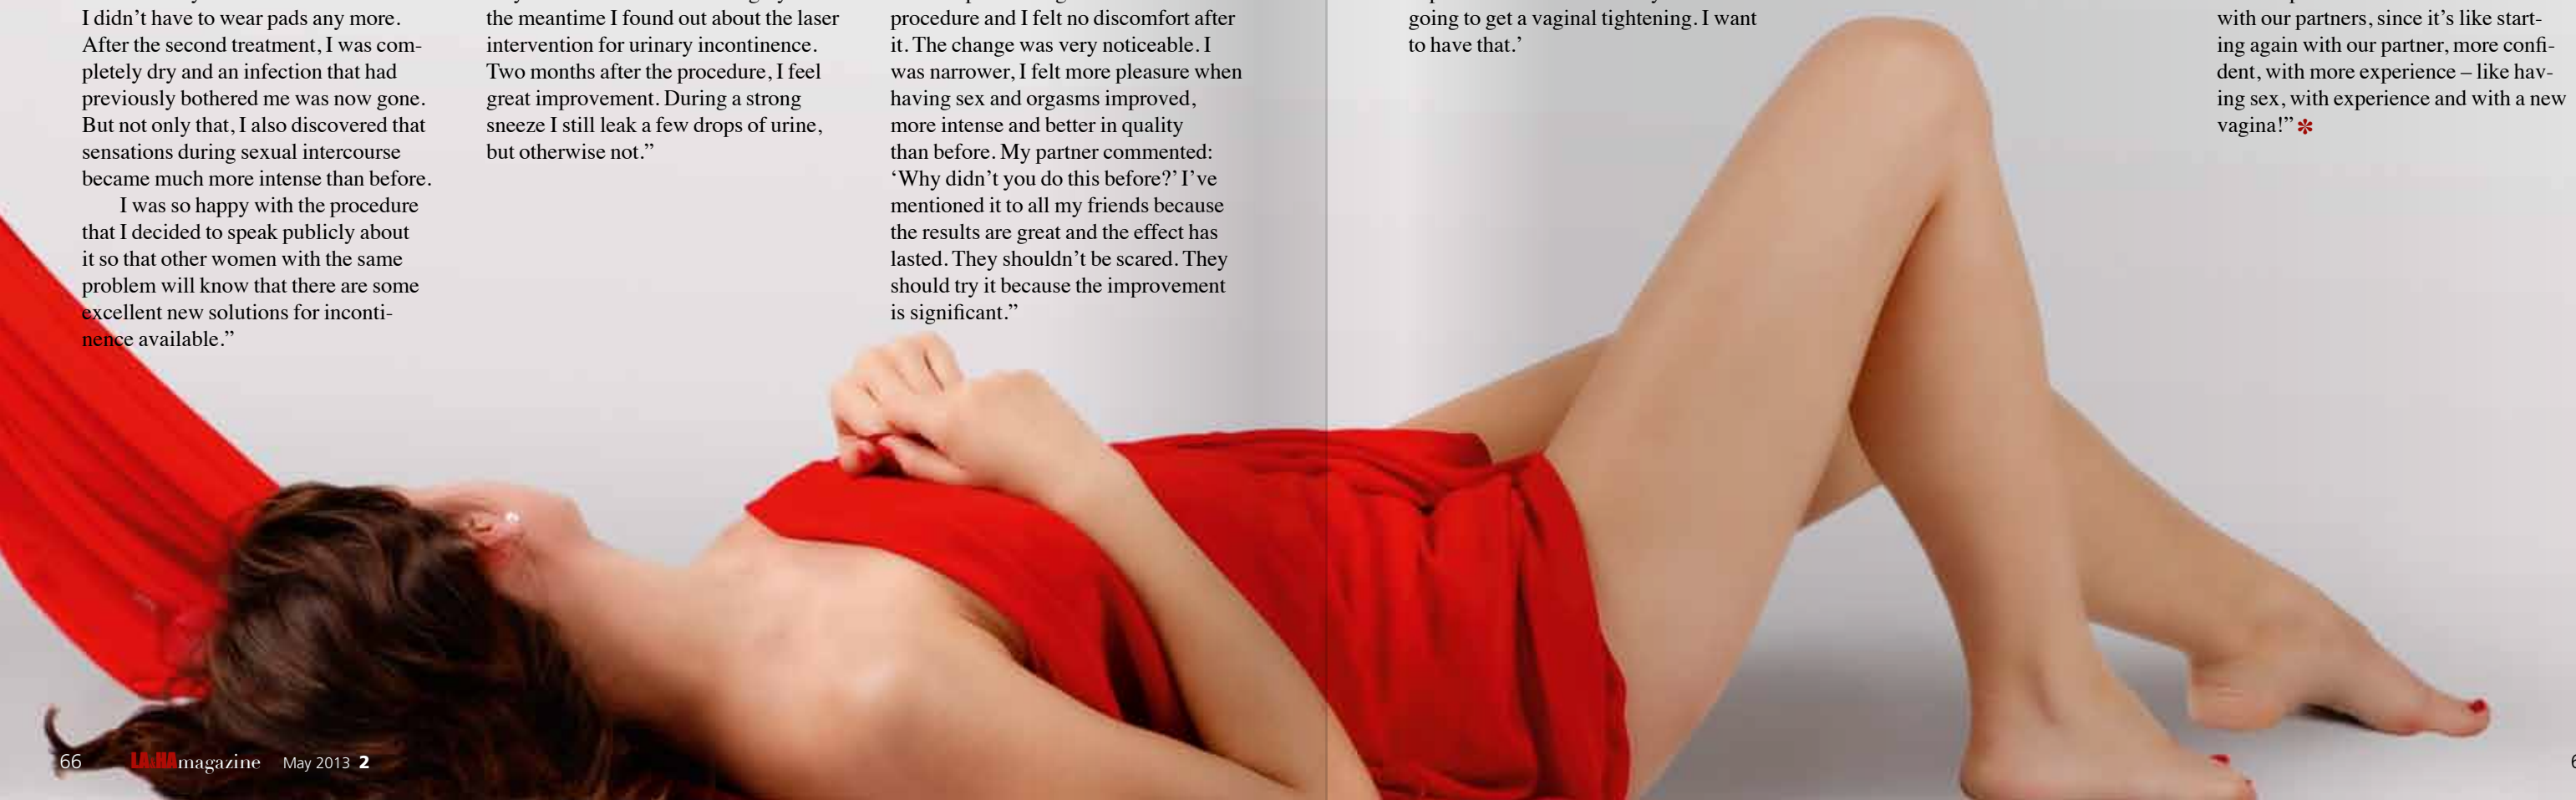 I didn't have to wear pads any more.
After the second treatment, I was com-
pletely dry and an infection that had
previously bothered me was now gone.
But not only that, I also discovered that
sensations during sexual intercourse
became much more intense than before.
I was so happy with the procedure
that I decided to speak publicly about
it so that other women with the same
problem will know that there are some
excellent new solutions for inconti-
nence available.”
the meantime I found out about the laser
intervention for urinary incontinence.
Two months after the procedure, I feel
great improvement. During a strong
sneeze I still leak a few drops of urine,
but otherwise not.”
procedure and I felt no discomfort after
it. The change was very noticeable. I
was narrower, I felt more pleasure when
having sex and orgasms improved,
more intense and better in quality
than before. My partner commented:
‘Why didn’t you do this before?’ I’ve
mentioned it to all my friends because
the results are great and the effect has
lasted. They shouldn’t be scared. They
should try it because the improvement
is significant.”
going to get a vaginal tightening. I want
to have that.’
with our partners, since it’s like start-
ing again with our partner, more confi-
dent, with more experience – like hav-
ing sex, with experience and with a new
vagina!” ✽
66 LA&HA magazine May 2013 2